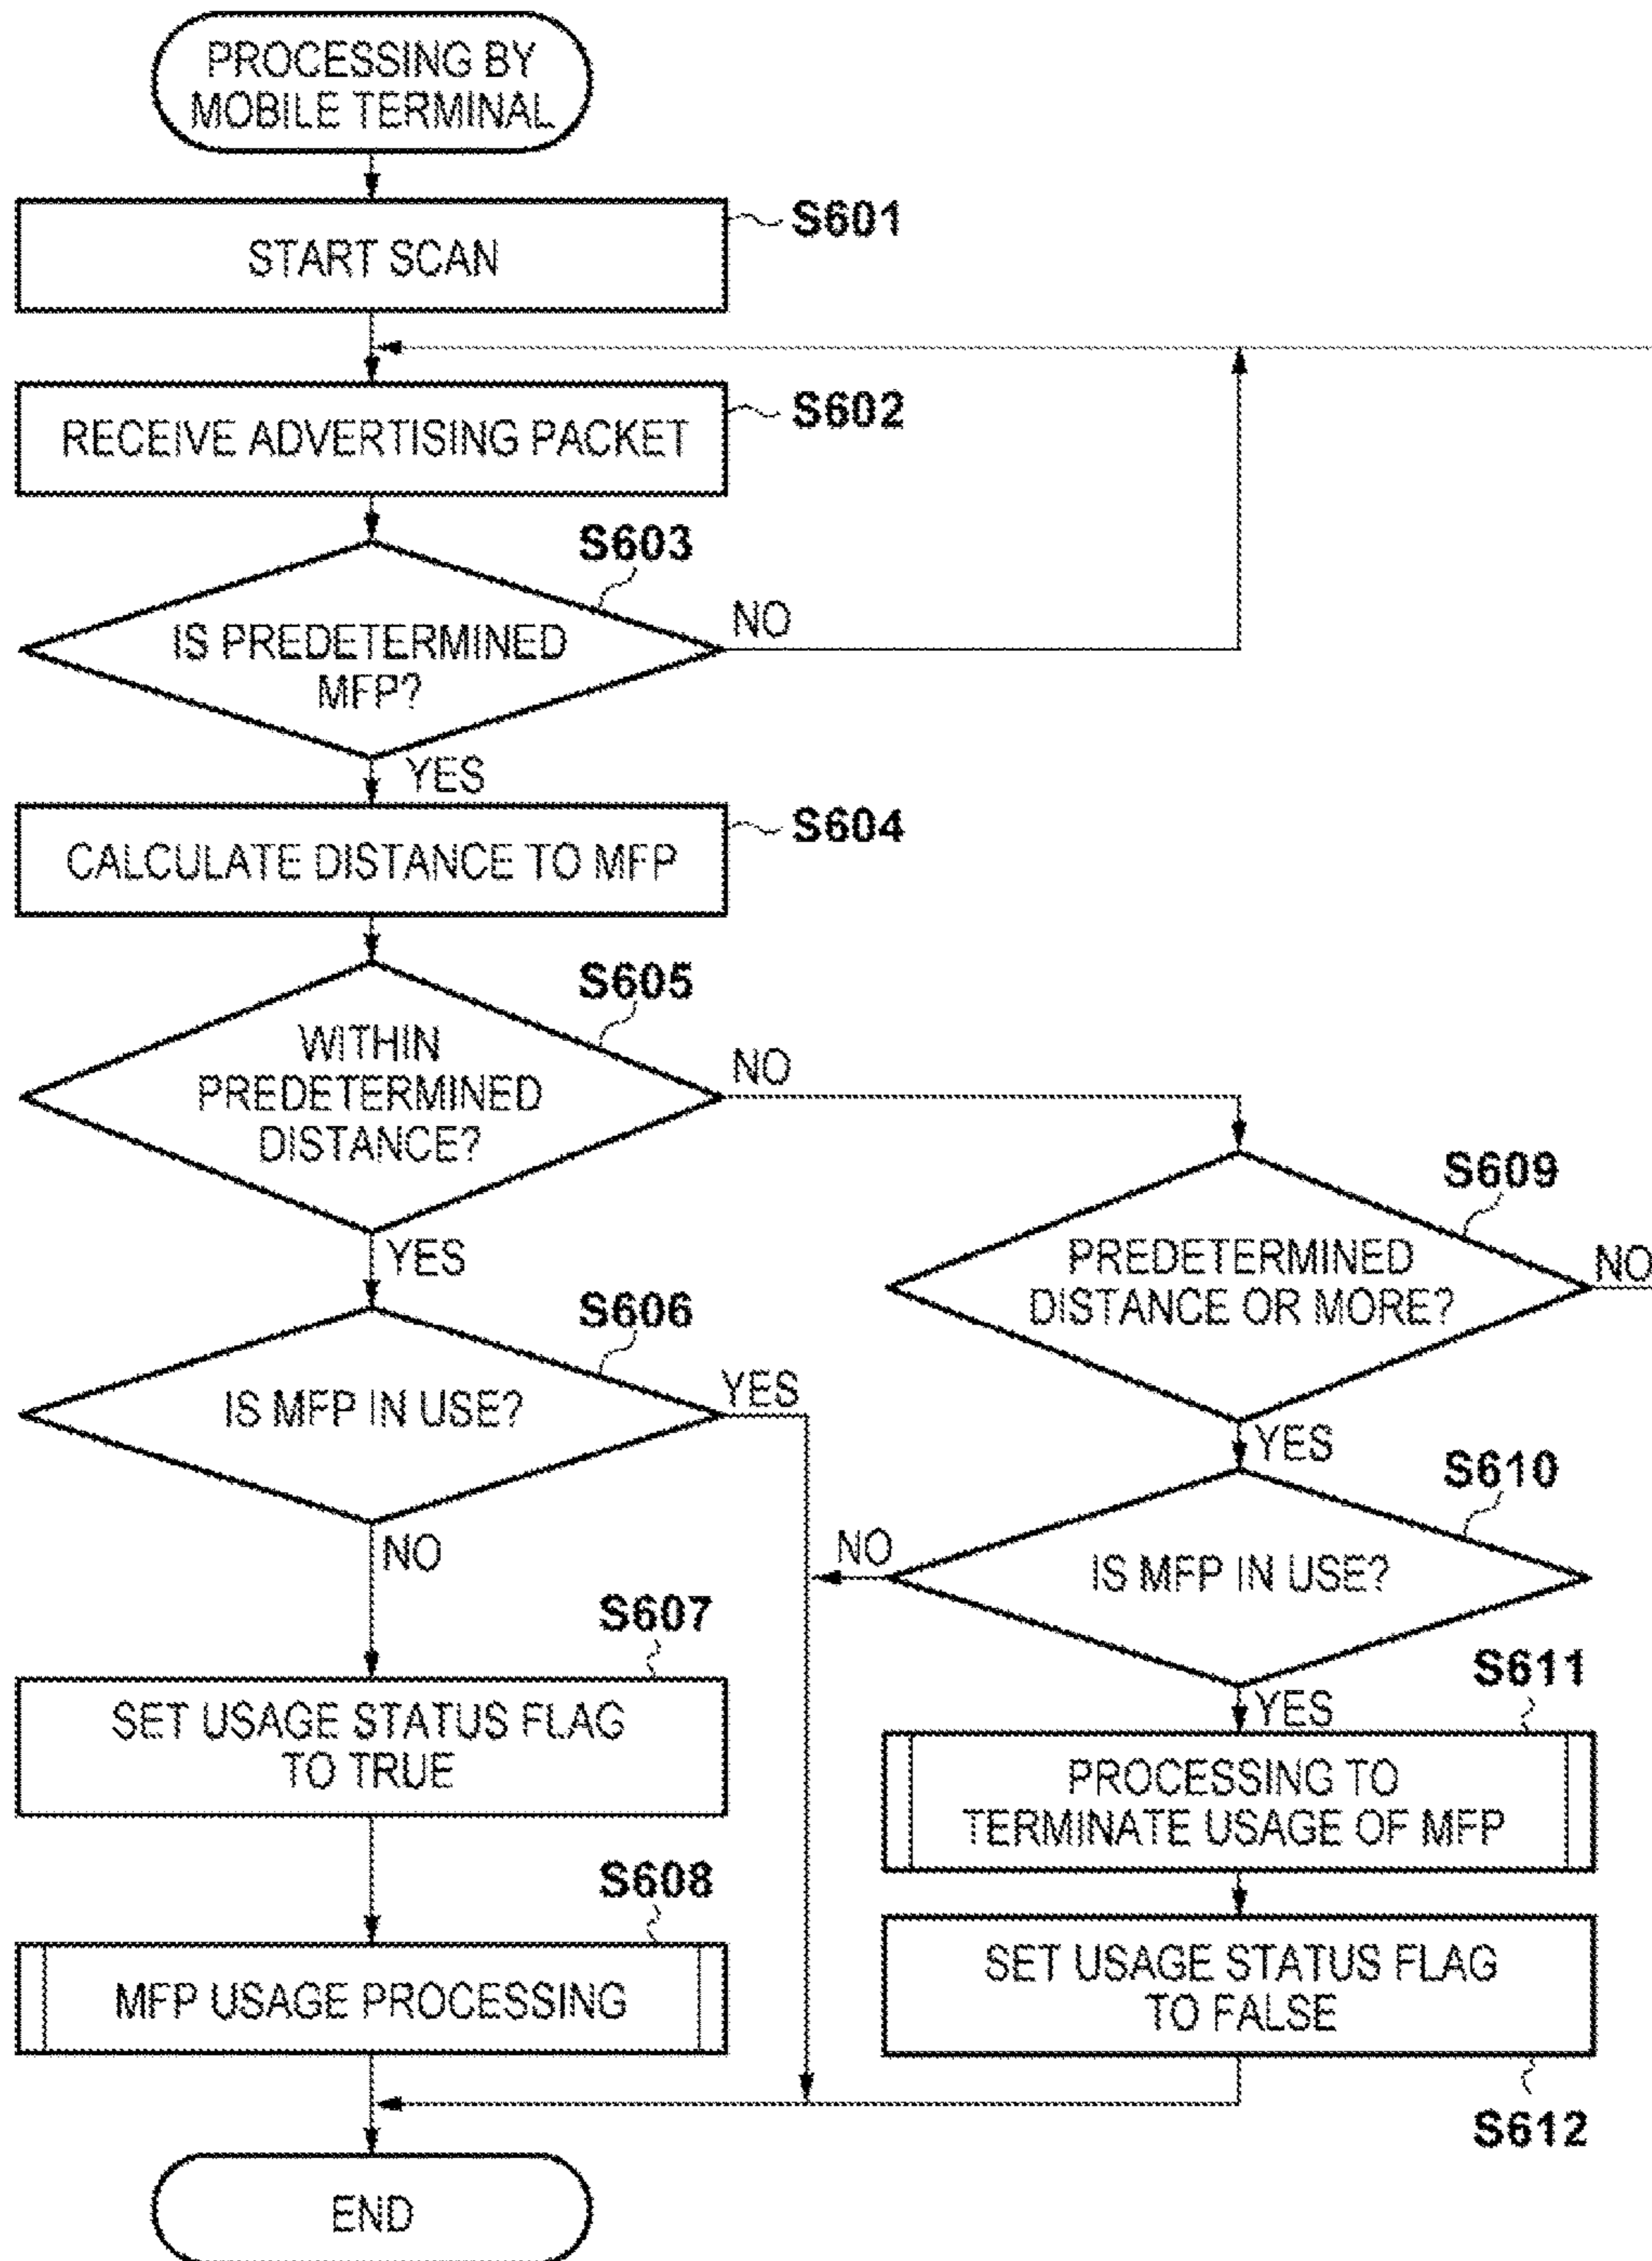 PROCESSING BY
MOBILE TERMINAL
S601
START SCAN
S602
RECEIVE ADVERTISING PACKET
S603
IS PREDETERMINED
MFP?
NO
YES
S604
CALCULATE DISTANCE TO MFP
S605
WITHIN
PREDETERMINED
DISTANCE?
NO
YES
S609
PREDETERMINED
DISTANCE OR MORE?
NO
YES
S606
IS MFP IN USE?
YES
NO
S610
IS MFP IN USE?
NO
YES
S607
SET USAGE STATUS FLAG
TO TRUE
S611
PROCESSING TO
TERMINATE USAGE OF MFP
S608
MFP USAGE PROCESSING
SET USAGE STATUS FLAG
TO FALSE
S612
END